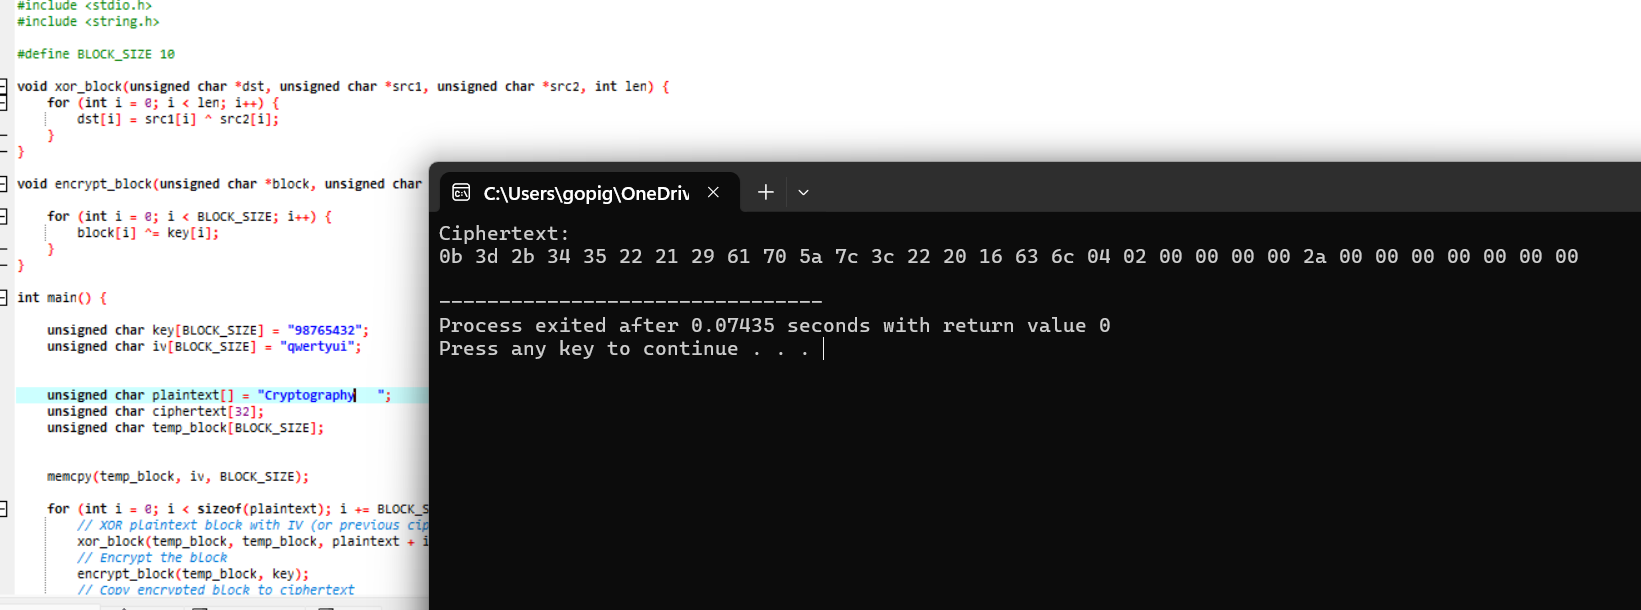 #include <stdio.h>
#include <string.h>
#define BLOCK_SIZE 10
void xor_block(unsigned char *dst, unsigned char *src1, unsigned char *src2, int len) {
for (int i = 0; i < len; i++) {
dst[i] = src1[i] ^ src2[i];
}
}
void encrypt_block(unsigned char *block, unsigned char
for (int i = 0; i < BLOCK_SIZE; i++) {
block[i] ^= key[i];
}
}
int main() {
unsigned char key[BLOCK_SIZE] = "98765432";
unsigned char iv[BLOCK_SIZE] = "qwertyui";
unsigned char plaintext[] = "Cryptography   ";
unsigned char ciphertext[32];
unsigned char temp_block[BLOCK_SIZE];
memcpy(temp_block, iv, BLOCK_SIZE);
for (int i = 0; i < sizeof(plaintext); i += BLOCK_S
// XOR plaintext block with IV (or previous cip
xor_block(temp_block, temp_block, plaintext + i
// Encrypt the block
encrypt_block(temp_block, key);
// Copy encrypted block to ciphertext
C:\Users\gopig\OneDriv
Ciphertext:
0b 3d 2b 34 35 22 21 29 61 70 5a 7c 3c 22 20 16 63 6c 04 02 00 00 00 00 2a 00 00 00 00 00 00 00
--------------------------------
Process exited after 0.07435 seconds with return value 0
Press any key to continue . . .